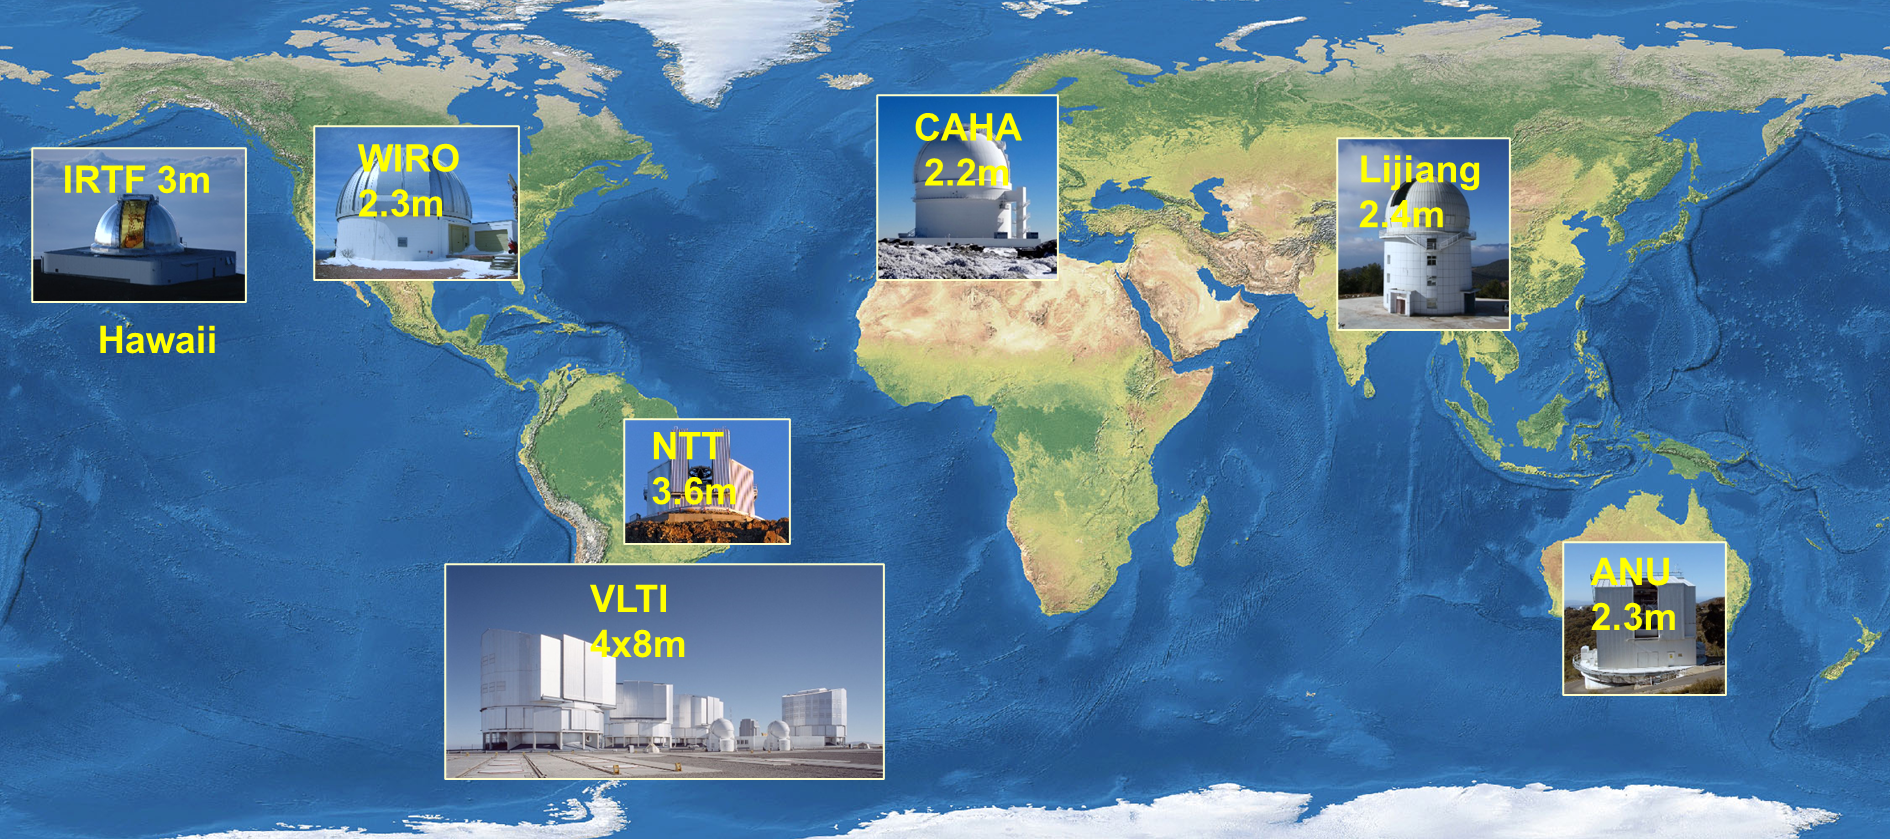 IRTF 3m
Hawaii
WIRO
2.3m
CAHA
2.2m
Lijiang
2.4m
NTT
3.6m
VLTI
4x8m
ANU
2.3m